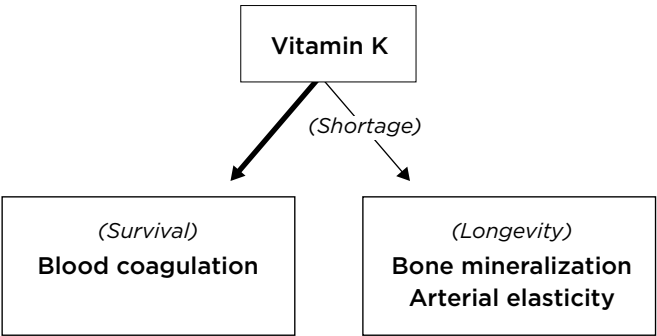 Vitamin K
(Shortage)
(Survival)
Blood coagulation
(Longevity)
Bone mineralization
Arterial elasticity